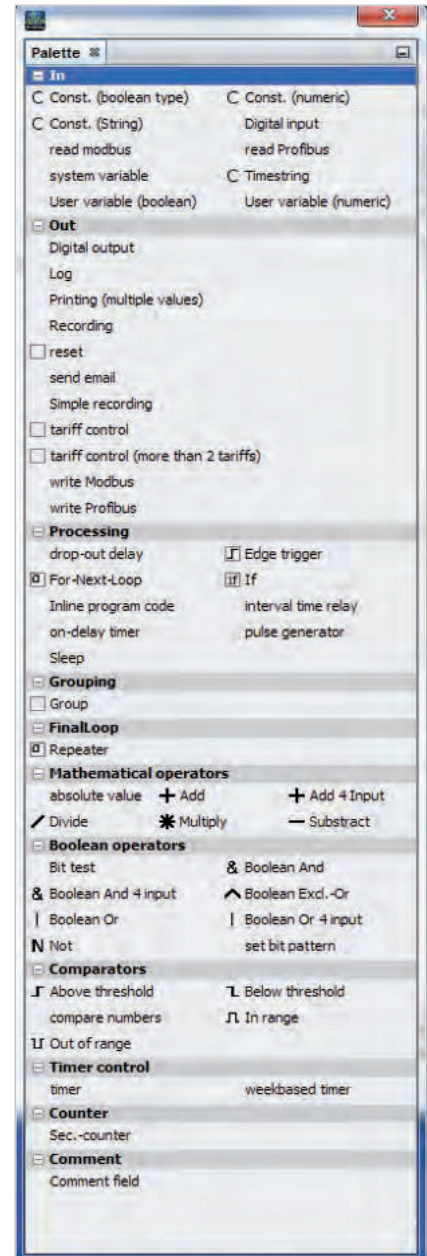 Palette
In
C Const. (boolean type) C Const. (numeric)
C Const. (String) Digital input
read modbus read Profibus
system variable C Timestring
User variable (boolean) User variable (numeric)
Out
Digital output
Log
Printing (multiple values)
Recording
reset
send email
Simple recording
tariff control
tariff control (more than 2 tariffs)
write Modbus
write Profibus
Processing
drop-out delay Edge trigger
For-Next-Loop if If
Inline program code interval time relay
on-delay timer pulse generator
Sleep
Grouping
Group
FinalLoop
Repeater
Mathematical operators
absolute value + Add + Add 4 Input
Divide Multiply Substract
Boolean operators
Bit test & Boolean And
& Boolean And 4 input Boolean Excl.-Or
| Boolean Or | Boolean Or 4 input
N Not set bit pattern
Comparators
Above threshold Below threshold
compare numbers In range
Out of range
Timer control
timer weekbased timer
Counter
Sec.-counter
Comment
Comment field